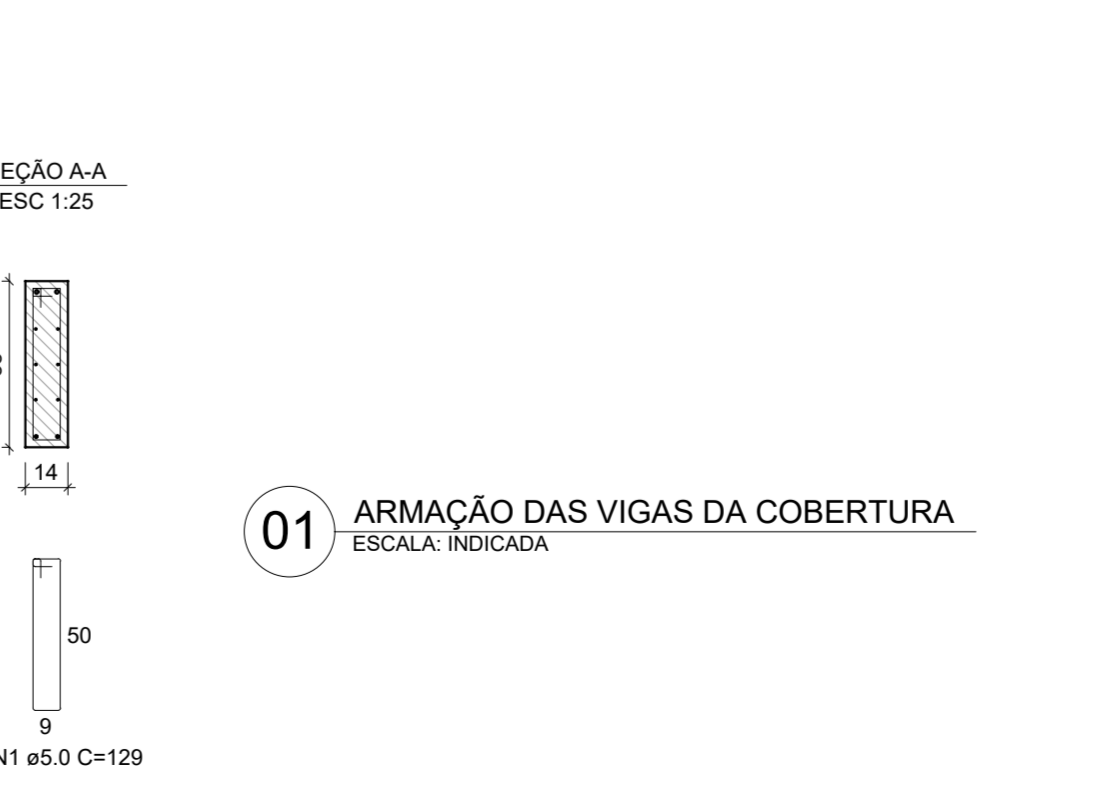 EÇÃO A-A
ESC 1:25
14
01
ARMAÇÃO DAS VIGAS DA COBERTURA
ESCALA: INDICADA
50
9
N1 ø5.0 C=129